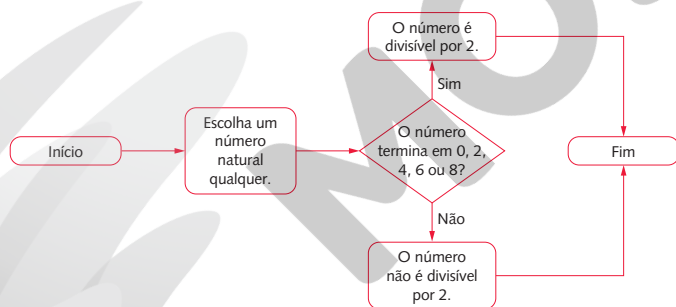 Início
Escolha um
número
natural
qualquer.
O número
termina em 0, 2,
4, 6 ou 8?
Sim
O número é
divisível por 2.
Não
O número
não é divisível
por 2.
Fim